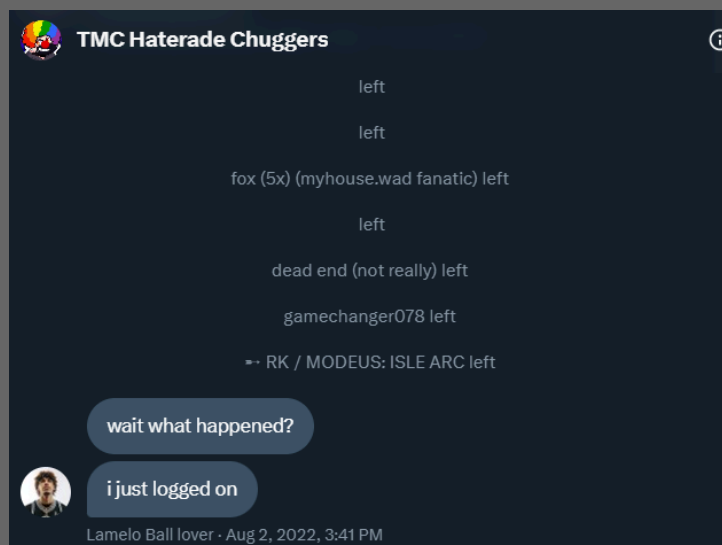 TMC Haterade Chuggers
left
left
fox (5x) (myhouse.wad fanatic) left
left
dead end (not really) left
gamechanger078 left
➸ RK / MODEUS: ISLE ARC left
wait what happened?
i just logged on
Lamelo Ball lover · Aug 2, 2022, 3:41 PM